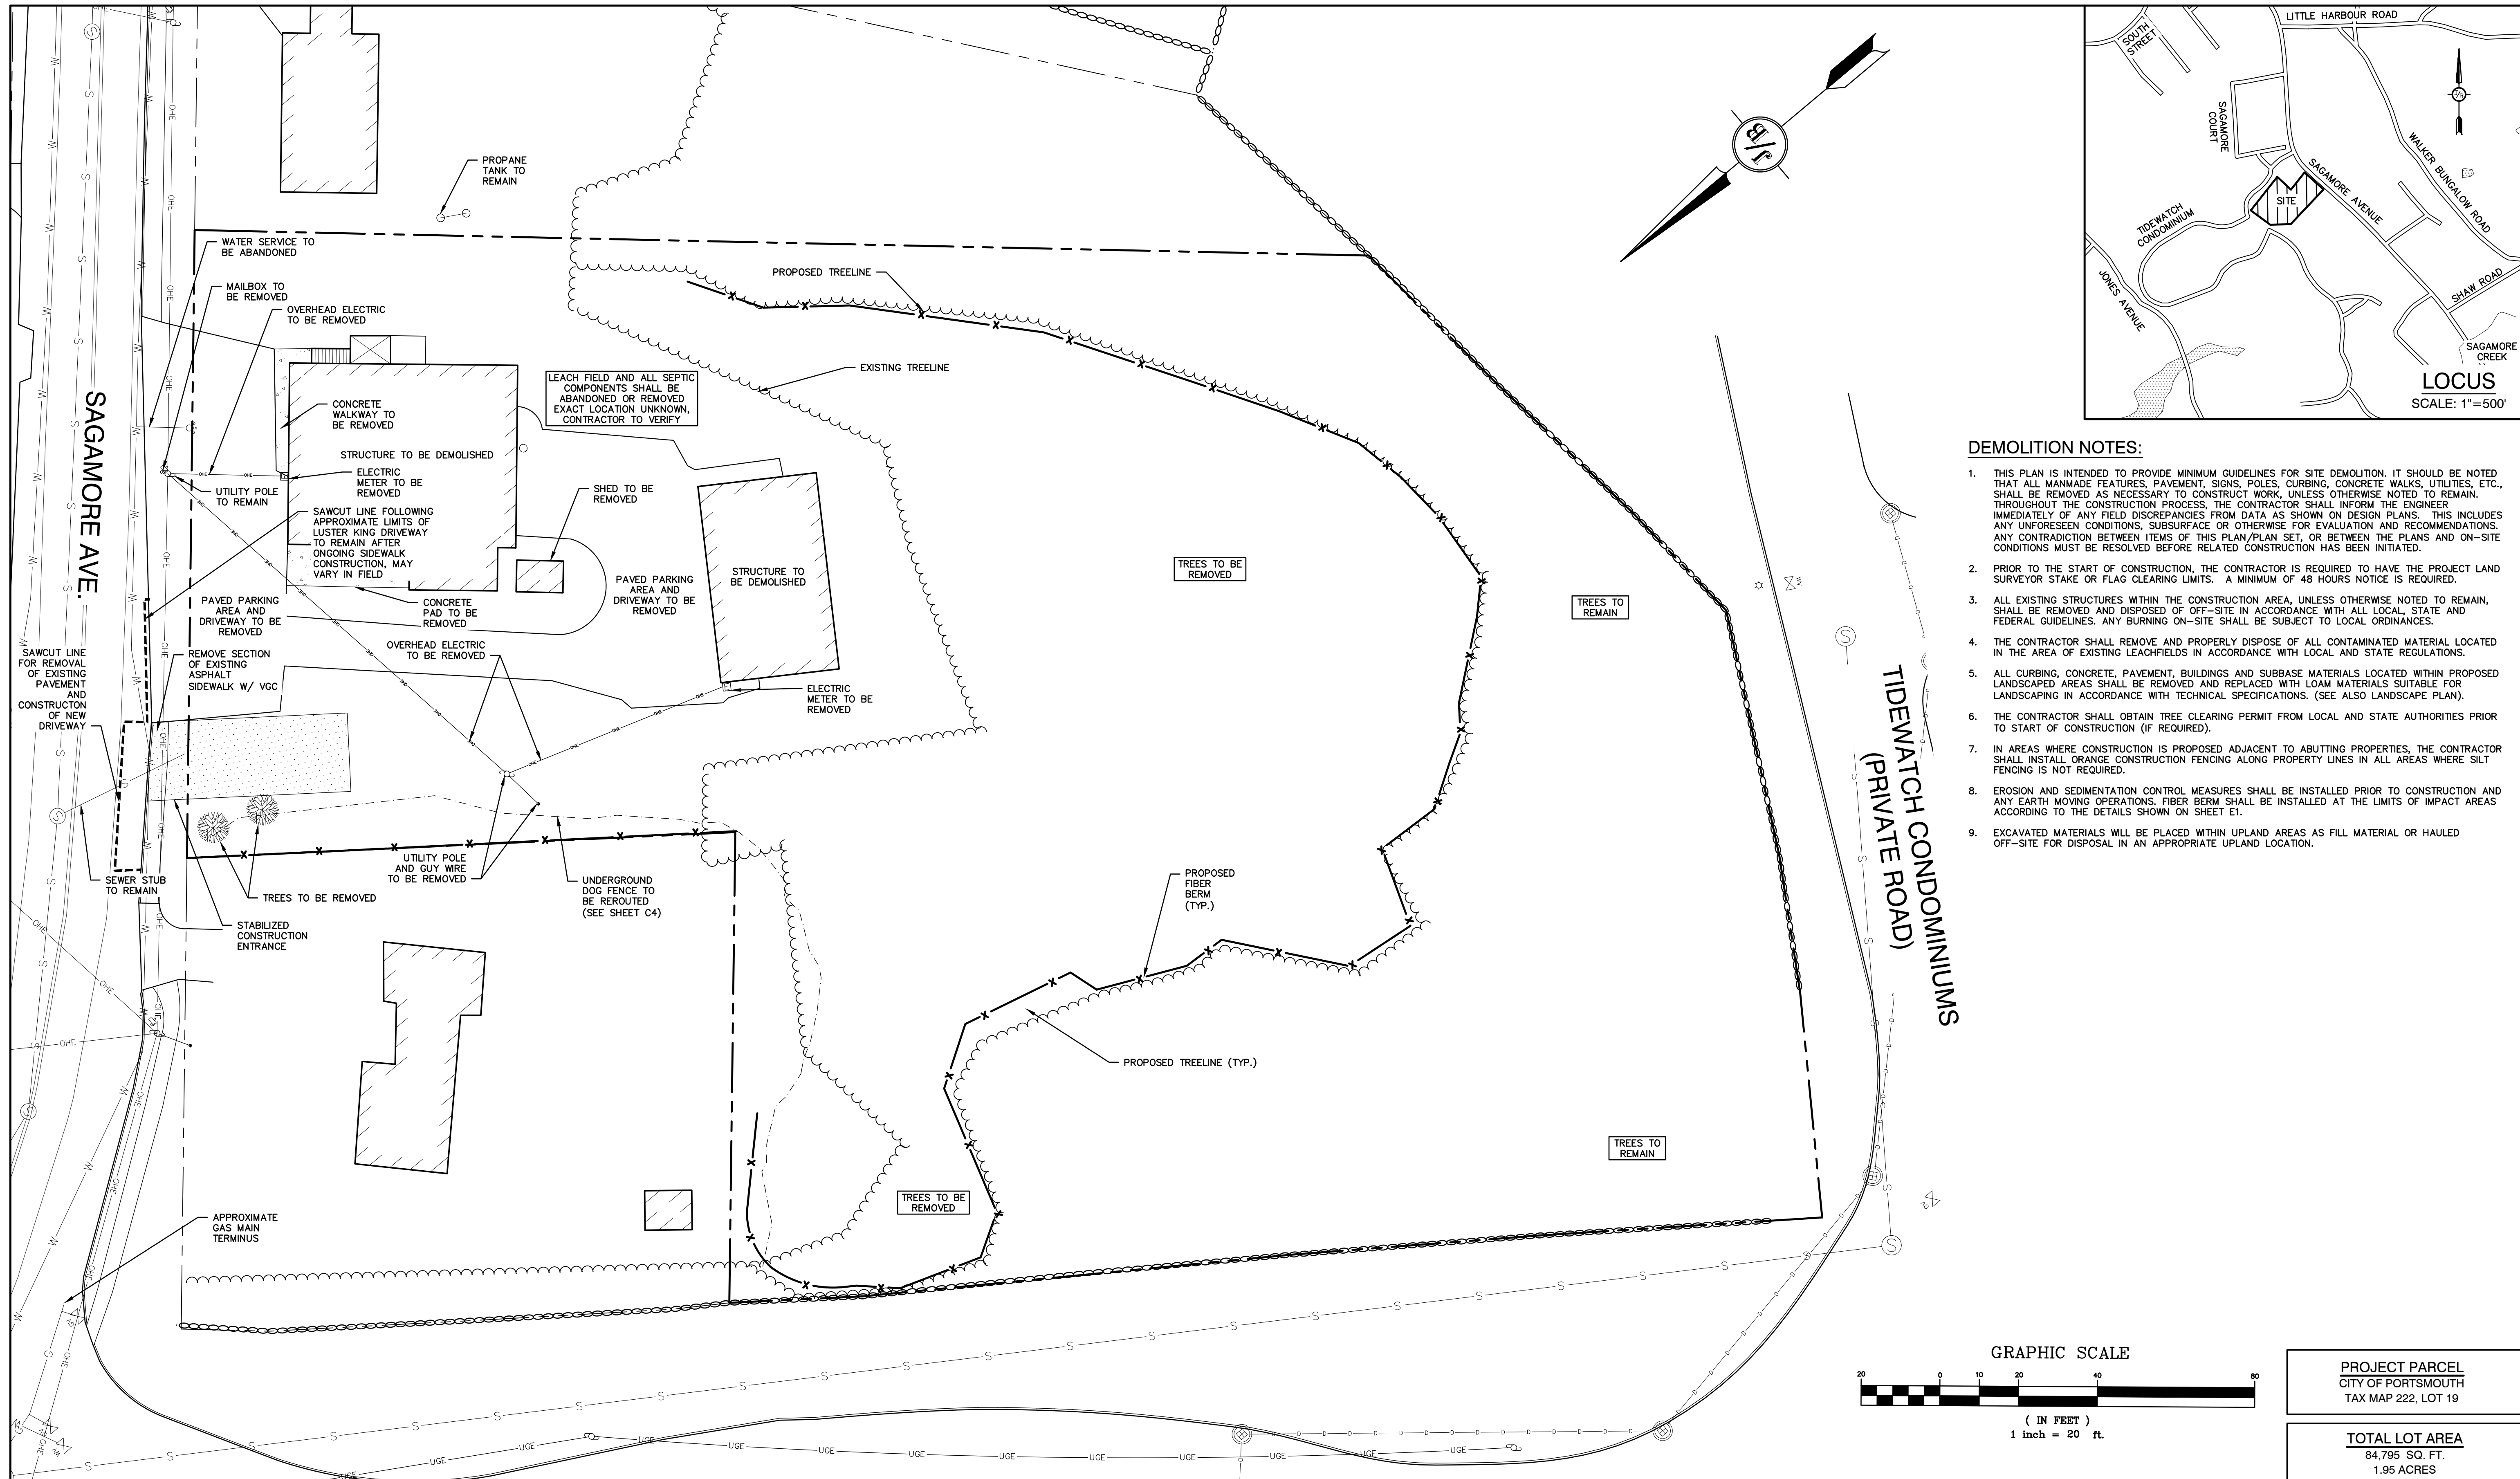 SAGAMORE AVE.
PROPANE
TANK TO
REMAIN
WATER SERVICE TO
BE ABANDONED
MAILBOX TO
BE REMOVED
OVERHEAD ELECTRIC
TO BE REMOVED
PROPOSED TREELINE
EXISTING TREELINE
LEACH FIELD AND ALL SEPTIC
COMPONENTS SHALL BE
ABANDONED OR REMOVED
EXACT LOCATION UNKNOWN,
CONTRACTOR TO VERIFY
CONCRETE
WALKWAY TO
BE REMOVED
STRUCTURE TO BE DEMOLISHED
ELECTRIC
METER TO BE
REMOVED
UTILITY POLE
TO REMAIN
SHED TO BE
REMOVED
SAWCUT LINE FOLLOWING
APPROXIMATE LIMITS OF
LUSTER KING DRIVEWAY
TO REMAIN AFTER
ONGOING SIDEWALK
CONSTRUCTION, MAY
VARY IN FIELD
STRUCTURE TO
BE DEMOLISHED
PAVED PARKING
AREA AND
DRIVEWAY TO BE
REMOVED
CONCRETE
PAD TO BE
REMOVED
PAVED PARKING
AREA AND
DRIVEWAY TO BE
REMOVED
TREES TO BE
REMOVED
TREES TO
REMAIN
OVERHEAD ELECTRIC
TO BE REMOVED
SAWCUT LINE
FOR REMOVAL
OF EXISTING
PAVEMENT
AND
CONSTRUCTON
OF NEW
DRIVEWAY
REMOVE SECTION
OF EXISTING
ASPHALT
SIDEWALK W/ VGC
ELECTRIC
METER TO BE
REMOVED
UTILITY POLE
AND GUY WIRE
TO BE REMOVED
SEWER STUB
TO REMAIN
TREES TO BE REMOVED
UNDERGROUND
DOG FENCE TO
BE REROUTED
(SEE SHEET C4)
STABILIZED
CONSTRUCTION
ENTRANCE
PROPOSED
FIBER
BERM
(TYP.)
PROPOSED TREELINE (TYP.)
TREES TO
REMAIN
TREES TO BE
REMOVED
APPROXIMATE
GAS MAIN
TERMINUS
TIDEWATCH CONDOMINIUMS
(PRIVATE ROAD)
J/B
LITTLE HARBOUR ROAD
SOUTH
STREET
SAGAMORE
COURT
SAGAMORE AVENUE
WALKER BUNGALOW ROAD
SITE
TIDEWATCH
CONDOMINIUM
JONES AVENUE
SHAW ROAD
SAGAMORE
CREEK
LOCUS
SCALE: 1"=500'
DEMOLITION NOTES:
1. THIS PLAN IS INTENDED TO PROVIDE MINIMUM GUIDELINES FOR SITE DEMOLITION. IT SHOULD BE NOTED
THAT ALL MANMADE FEATURES, PAVEMENT, SIGNS, POLES, CURBING, CONCRETE WALKS, UTILITIES, ETC.,
SHALL BE REMOVED AS NECESSARY TO CONSTRUCT WORK, UNLESS OTHERWISE NOTED TO REMAIN.
THROUGHOUT THE CONSTRUCTION PROCESS, THE CONTRACTOR SHALL INFORM THE ENGINEER
IMMEDIATELY OF ANY FIELD DISCREPANCIES FROM DATA AS SHOWN ON DESIGN PLANS. THIS INCLUDES
ANY UNFORESEEN CONDITIONS, SUBSURFACE OR OTHERWISE FOR EVALUATION AND RECOMMENDATIONS.
ANY CONTRADICTION BETWEEN ITEMS OF THIS PLAN/PLAN SET, OR BETWEEN THE PLANS AND ON-SITE
CONDITIONS MUST BE RESOLVED BEFORE RELATED CONSTRUCTION HAS BEEN INITIATED.
2. PRIOR TO THE START OF CONSTRUCTION, THE CONTRACTOR IS REQUIRED TO HAVE THE PROJECT LAND
SURVEYOR STAKE OR FLAG CLEARING LIMITS. A MINIMUM OF 48 HOURS NOTICE IS REQUIRED.
3. ALL EXISTING STRUCTURES WITHIN THE CONSTRUCTION AREA, UNLESS OTHERWISE NOTED TO REMAIN,
SHALL BE REMOVED AND DISPOSED OF OFF-SITE IN ACCORDANCE WITH ALL LOCAL, STATE AND
FEDERAL GUIDELINES. ANY BURNING ON-SITE SHALL BE SUBJECT TO LOCAL ORDINANCES.
4. THE CONTRACTOR SHALL REMOVE AND PROPERLY DISPOSE OF ALL CONTAMINATED MATERIAL LOCATED
IN THE AREA OF EXISTING LEACHFIELDS IN ACCORDANCE WITH LOCAL AND STATE REGULATIONS.
5. ALL CURBING, CONCRETE, PAVEMENT, BUILDINGS AND SUBBASE MATERIALS LOCATED WITHIN PROPOSED
LANDSCAPED AREAS SHALL BE REMOVED AND REPLACED WITH LOAM MATERIALS SUITABLE FOR
LANDSCAPING IN ACCORDANCE WITH TECHNICAL SPECIFICATIONS. (SEE ALSO LANDSCAPE PLAN).
6. THE CONTRACTOR SHALL OBTAIN TREE CLEARING PERMIT FROM LOCAL AND STATE AUTHORITIES PRIOR
TO START OF CONSTRUCTION (IF REQUIRED).
7. IN AREAS WHERE CONSTRUCTION IS PROPOSED ADJACENT TO ABUTTING PROPERTIES, THE CONTRACTOR
SHALL INSTALL ORANGE CONSTRUCTION FENCING ALONG PROPERTY LINES IN ALL AREAS WHERE SILT
FENCING IS NOT REQUIRED.
8. EROSION AND SEDIMENTATION CONTROL MEASURES SHALL BE INSTALLED PRIOR TO CONSTRUCTION AND
ANY EARTH MOVING OPERATIONS. FIBER BERM SHALL BE INSTALLED AT THE LIMITS OF IMPACT AREAS
ACCORDING TO THE DETAILS SHOWN ON SHEET E1.
9. EXCAVATED MATERIALS WILL BE PLACED WITHIN UPLAND AREAS AS FILL MATERIAL OR HAULED
OFF-SITE FOR DISPOSAL IN AN APPROPRIATE UPLAND LOCATION.
GRAPHIC SCALE
20 0 10 20 40 80
( IN FEET )
1 inch = 20 ft.
PROJECT PARCEL
CITY OF PORTSMOUTH
TAX MAP 222, LOT 19
TOTAL LOT AREA
84,795 SQ. FT.
1.95 ACRES